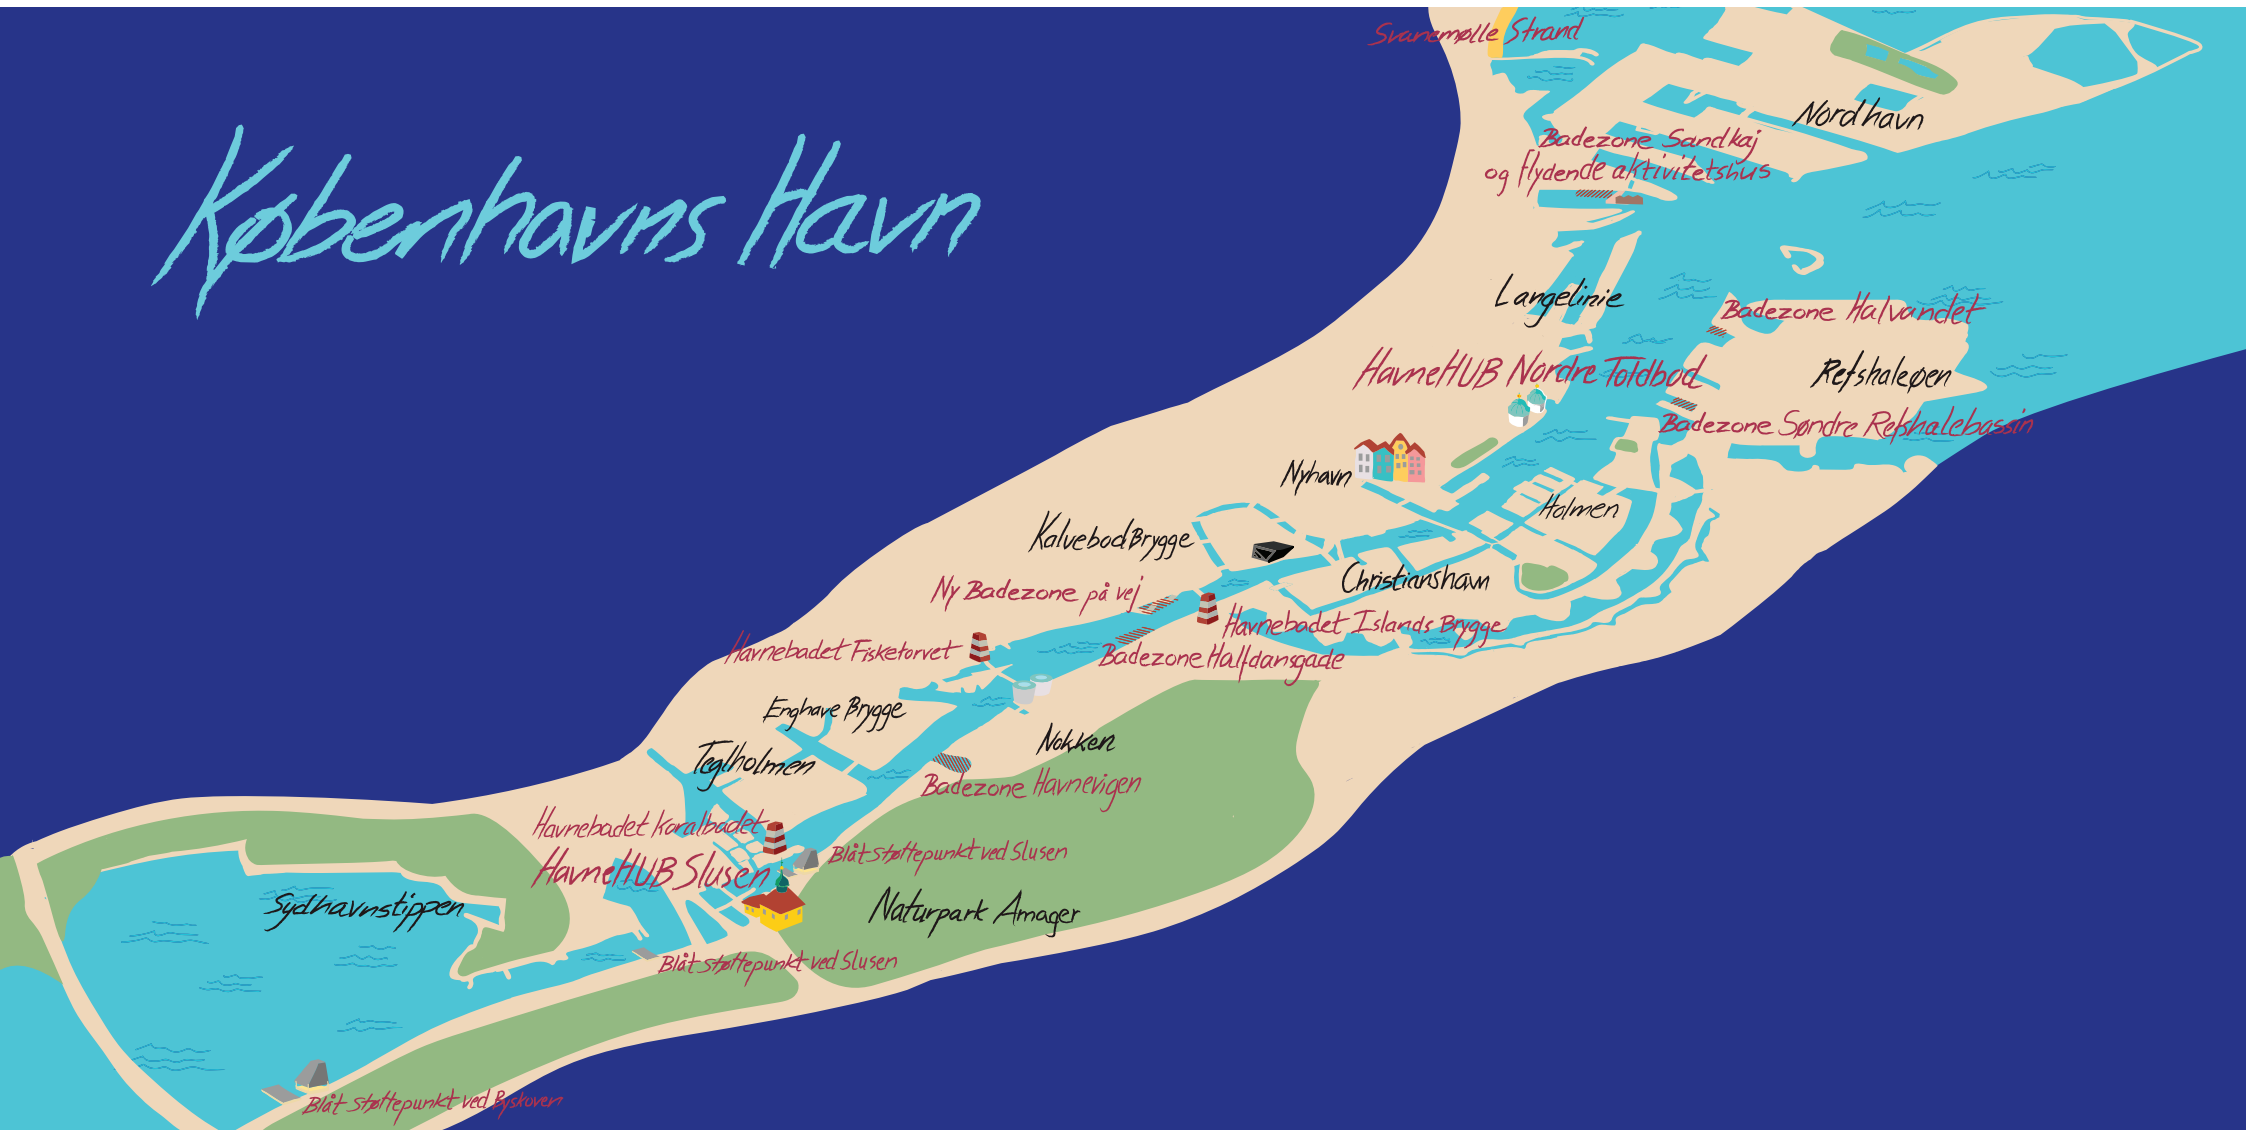 Svanemølle Strand
Nordhavn
Badezone Sandkaj
og flydende aktivitetshus
Københavns Havn
Langelinie
Badezone Halvandet
HavneHUB Nordre Toldbod
Refshaleøen
Badezone Søndre Refshalebassin
Nyhavn
Holmen
Kalvebod Brygge
Christianshavn
Ny Badezone på vej
Havnebadet Islands Brygge
Havnebadet Fisketorvet
Badezone Halfdansgade
Enghave Brygge
Nokken
Teglholmen
Badezone Havnevigen
Havnebadet Koralbadet
Blåt støttepunkt ved Slusen
HavneHUB Slusen
Sydhavnstippen
Naturpark Amager
Blåt støttepunkt ved Slusen
Blåt støttepunkt ved Byskoven